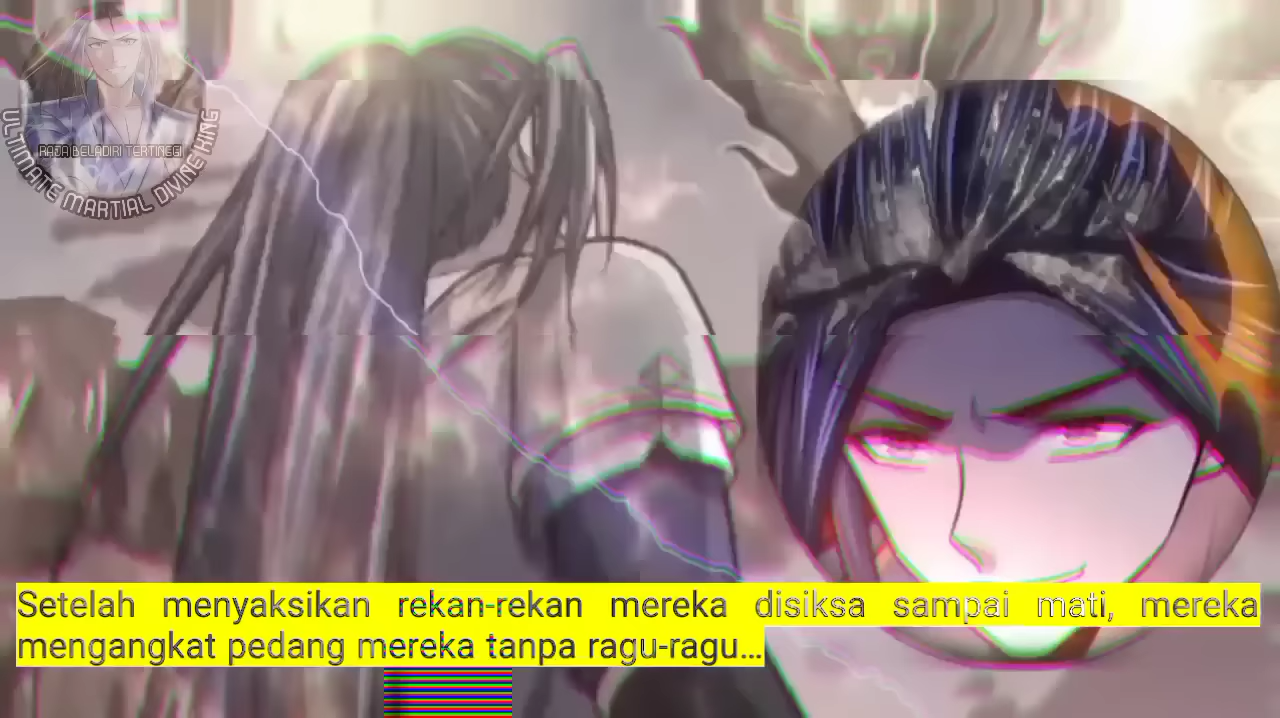 RAJA BELADIRI TERTINGGI
ULTIMATE MARTIAL DIVINE KING
Setelah menyaksikan rekan-rekan mereka disiksa sampai mati, mereka
mengangkat pedang mereka tanpa ragu-ragu...